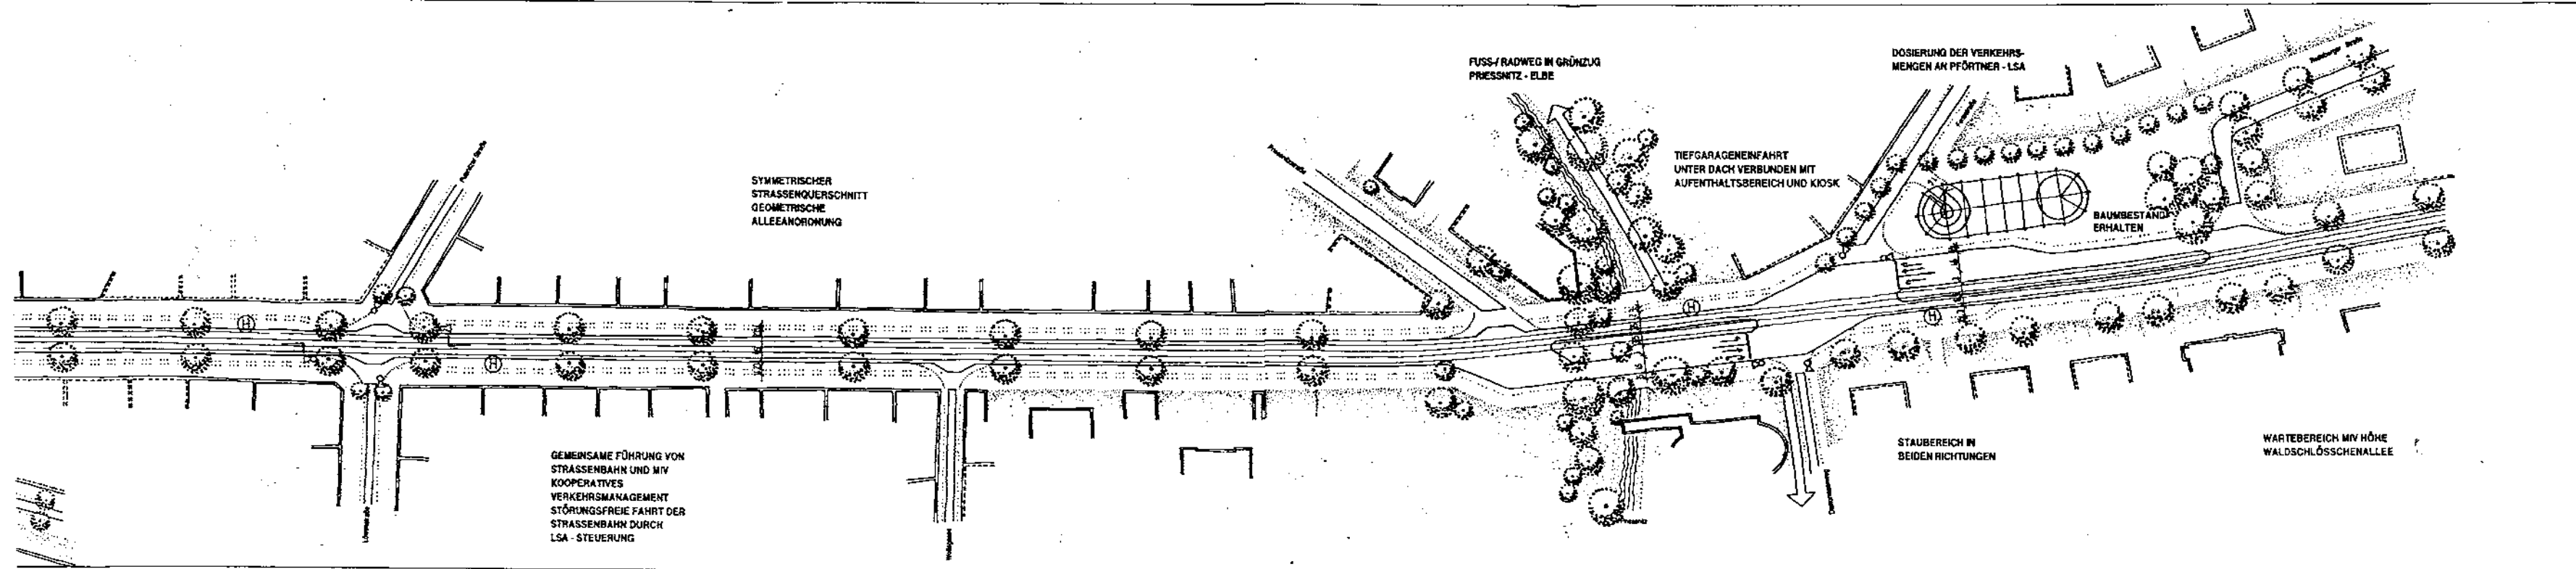 SYMMETRISCHER
STRASSENQUERSCHNITT
GEOMETRISCHE
ALLEEANORDNUNG
GEMEINSAME FÜHRUNG VON
STRASSENBAHN UND MIV
KOOPERATIVES
VERKEHRSMANAGEMENT
STÖRUNGSFREIE FAHRT DER
STRASSENBAHN DURCH
LSA - STEUERUNG
FUSS-/ RADWEG IN GRÜNZUG
PRIESSNITZ - ELBE
TIEFGARAGENEINFAHRT
UNTER DACH VERBUNDEN MIT
AUFENTHALTSBEREICH UND KIOSK
DOSIERUNG DER VERKEHRS-
MENGEN AN PFÖRTNER - LSA
BAUMBESTAND
ERHALTEN
STAUBEREICH IN
BEIDEN RICHTUNGEN
WARTEBEREICH MIV HÖHE
WALDSCHLÖSSCHENALLEE
H
H
H
H